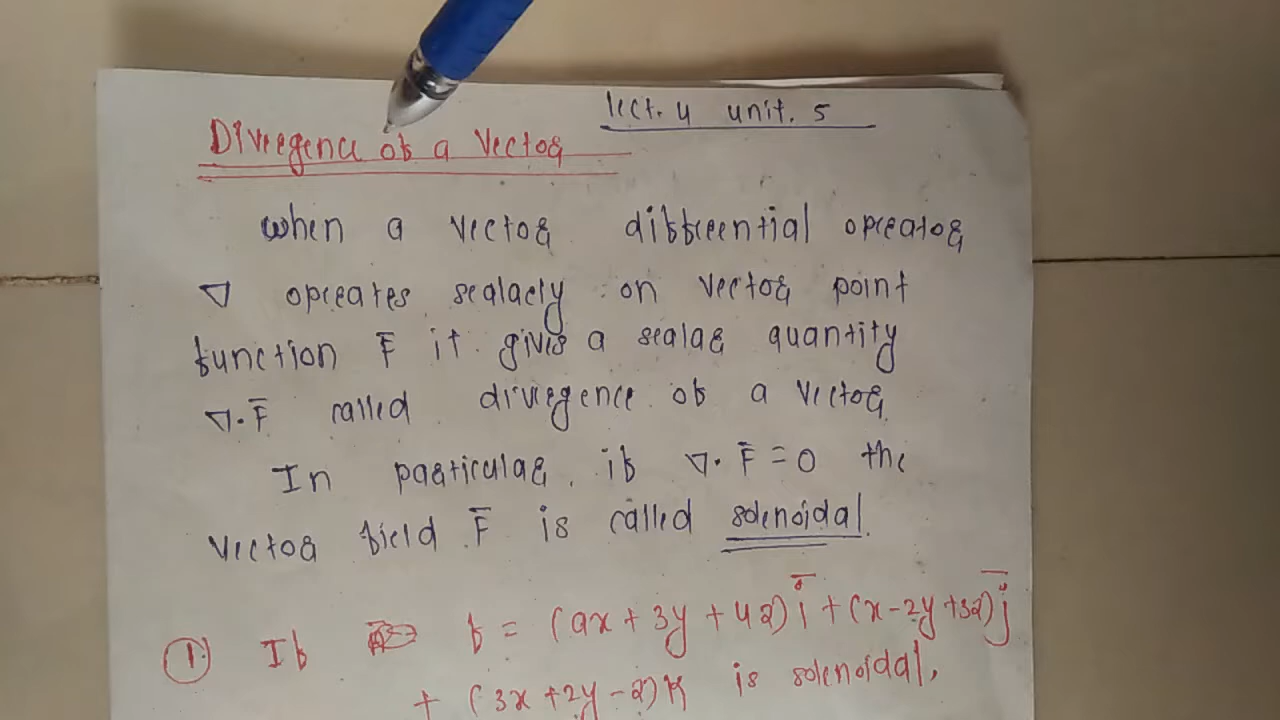 lect. 4 unit. 5
Divergence of a Vector
When a vector differential operator
∇ operates scalarly on vector point
function F̄ it gives a scalar quantity
∇·F̄ called divergence of a vector
In particular, if ∇·F̄ = 0 the
vector field F̄ is called solenoidal.
① If f = (ax + 3y + 4z)i̅ + (x - 2y + 3z)j̅
+ (3x + 2y - z)k is solenoidal,